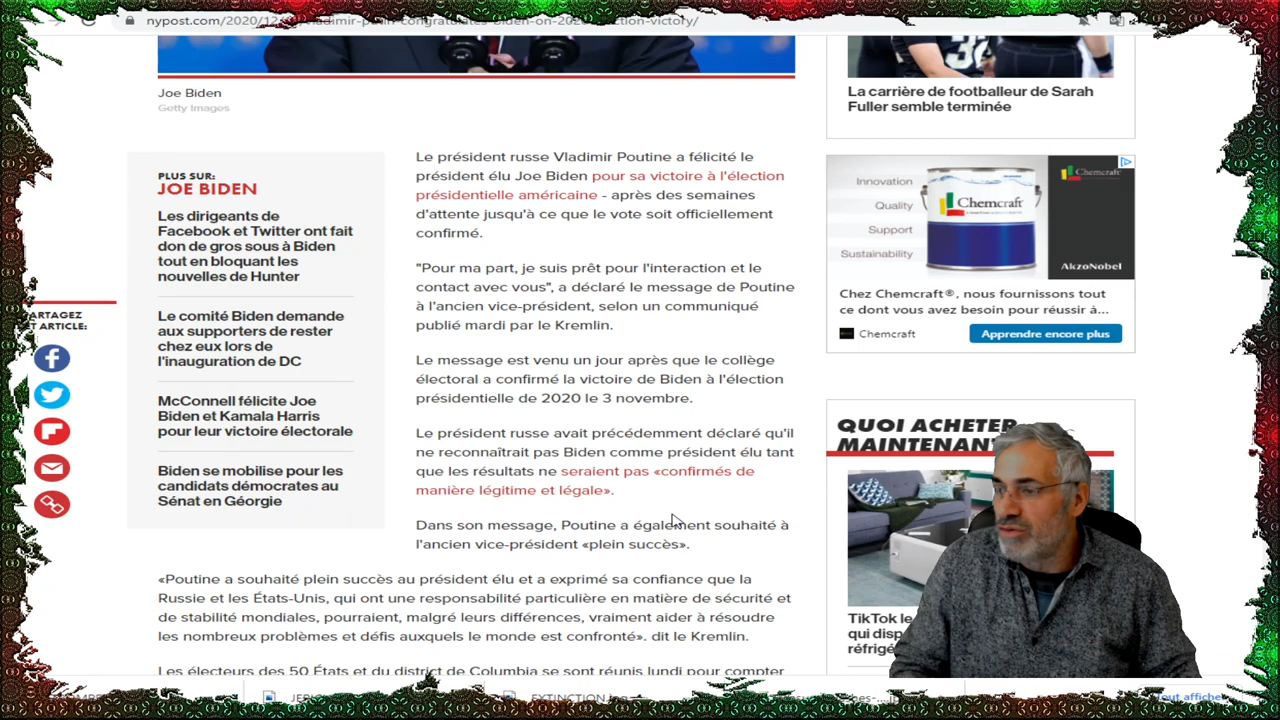 nypost.com/2020/12/
ladimir-putin-congratulates-biden-on-202
ction-victory/
Joe Biden
Getty Images
La carrière de footballeur de Sarah
Fuller semble terminée
PLUS SUR:
JOE BIDEN
Les dirigeants de
Facebook et Twitter ont fait
don de gros sous à Biden
tout en bloquant les
nouvelles de Hunter
Le comité Biden demande
aux supporters de rester
chez eux lors de
l'inauguration de DC
McConnell félicite Joe
Biden et Kamala Harris
pour leur victoire électorale
Biden se mobilise pour les
candidats démocrates au
Sénat en Géorgie
ARTAGEZ
ET ARTICLE:
Le président russe Vladimir Poutine a félicité le
président élu Joe Biden pour sa victoire à l'élection
présidentielle américaine - après des semaines
d'attente jusqu'à ce que le vote soit officiellement
confirmé.
"Pour ma part, je suis prêt pour l'interaction et le
contact avec vous", a déclaré le message de Poutine
à l'ancien vice-président, selon un communiqué
publié mardi par le Kremlin.
Le message est venu un jour après que le collège
électoral a confirmé la victoire de Biden à l'élection
présidentielle de 2020 le 3 novembre.
Le président russe avait précédemment déclaré qu'il
ne reconnaîtrait pas Biden comme président élu tant
que les résultats ne seraient pas «confirmés de
manière légitime et légale».
Dans son message, Poutine a également souhaité à
l'ancien vice-président «plein succès».
«Poutine a souhaité plein succès au président élu et a exprimé sa confiance que la
Russie et les États-Unis, qui ont une responsabilité particulière en matière de sécurité et
de stabilité mondiales, pourraient, malgré leurs différences, vraiment aider à résoudre
les nombreux problèmes et défis auxquels le monde est confronté». dit le Kremlin.
Les électeurs des 50 États et du district de Columbia se sont réunis lundi pour compter
Innovation
Quality
Support
Sustainability
Chemcraft
Chemcraft
AkzoNobel
Chez Chemcraft®, nous fournissons tout
ce dont vous avez besoin pour réussir à...
Chemcraft
Apprendre encore plus
QUOI ACHETER
MAINTENANT
TikTok le
qui disp
réfrigé
EXTINCTION.jpg
tout affiche